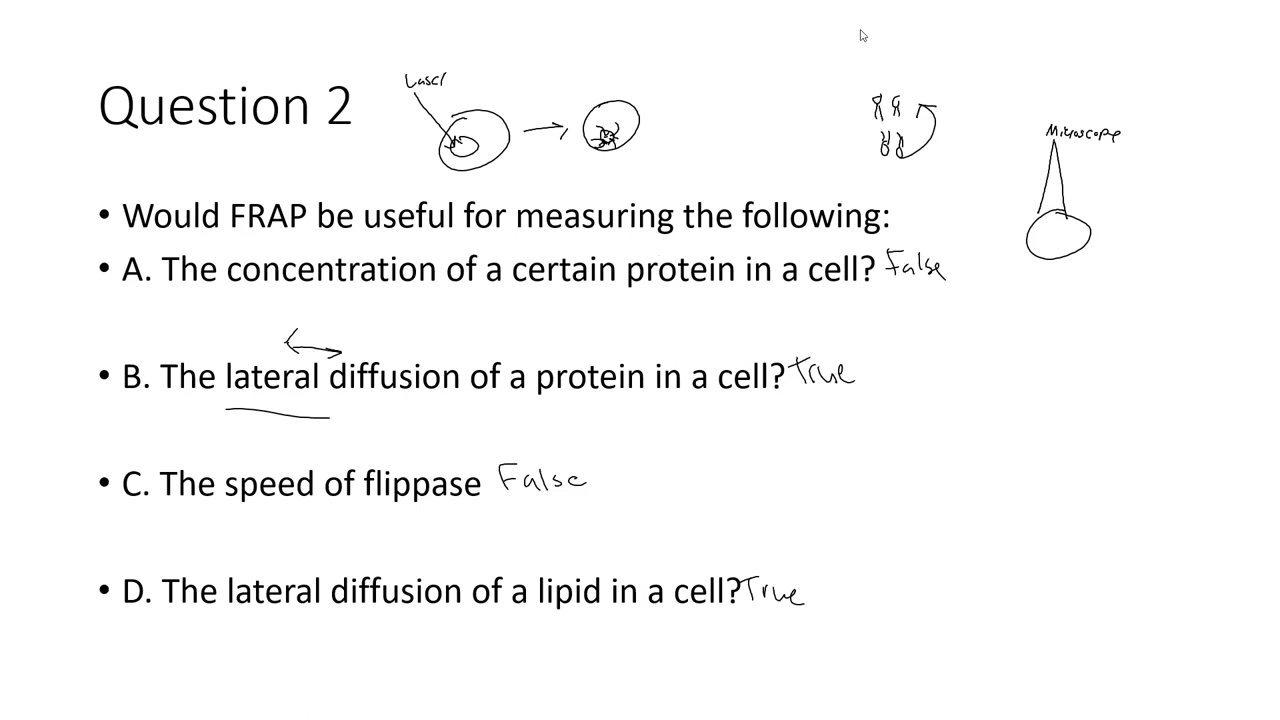 Laser
Question 2
Microscope
• Would FRAP be useful for measuring the following:
• A. The concentration of a certain protein in a cell? False
• B. The lateral diffusion of a protein in a cell? True
• C. The speed of flippase False
• D. The lateral diffusion of a lipid in a cell? True